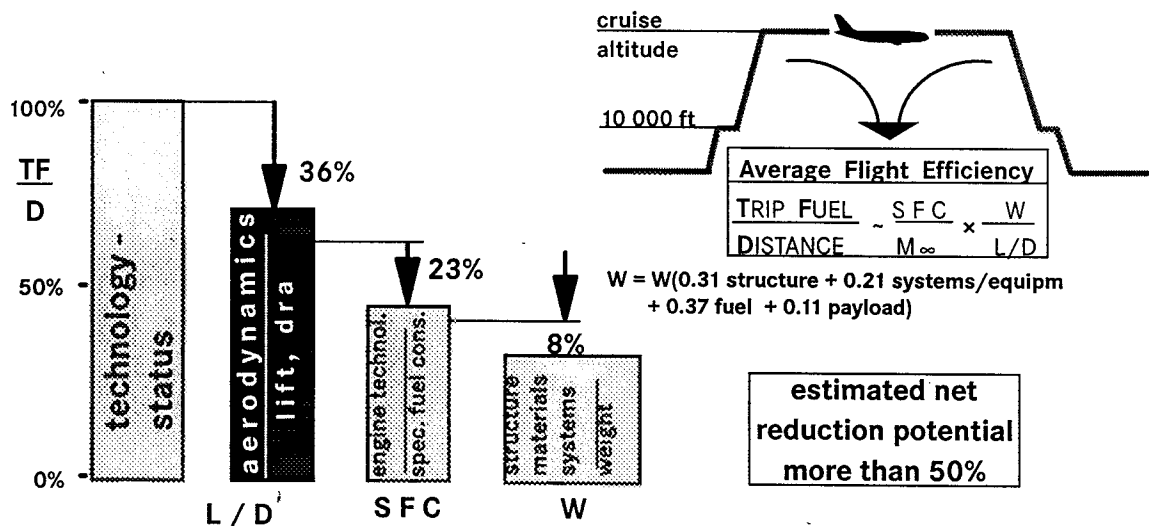 100%
TF
D
50%
0%
technology -
status
36%
aerodynamics
lift, dra
23%
engine technol.
spec. fuel cons.
8%
structure
materials
systems
weight
L / D
S F C
W
cruise
altitude
10 000 ft
Average Flight Efficiency
TRIP FUEL ~ S F C × W
DISTANCE M∞ L/D
W = W(0.31 structure + 0.21 systems/equipm
+ 0.37 fuel + 0.11 payload)
estimated net
reduction potential
more than 50%